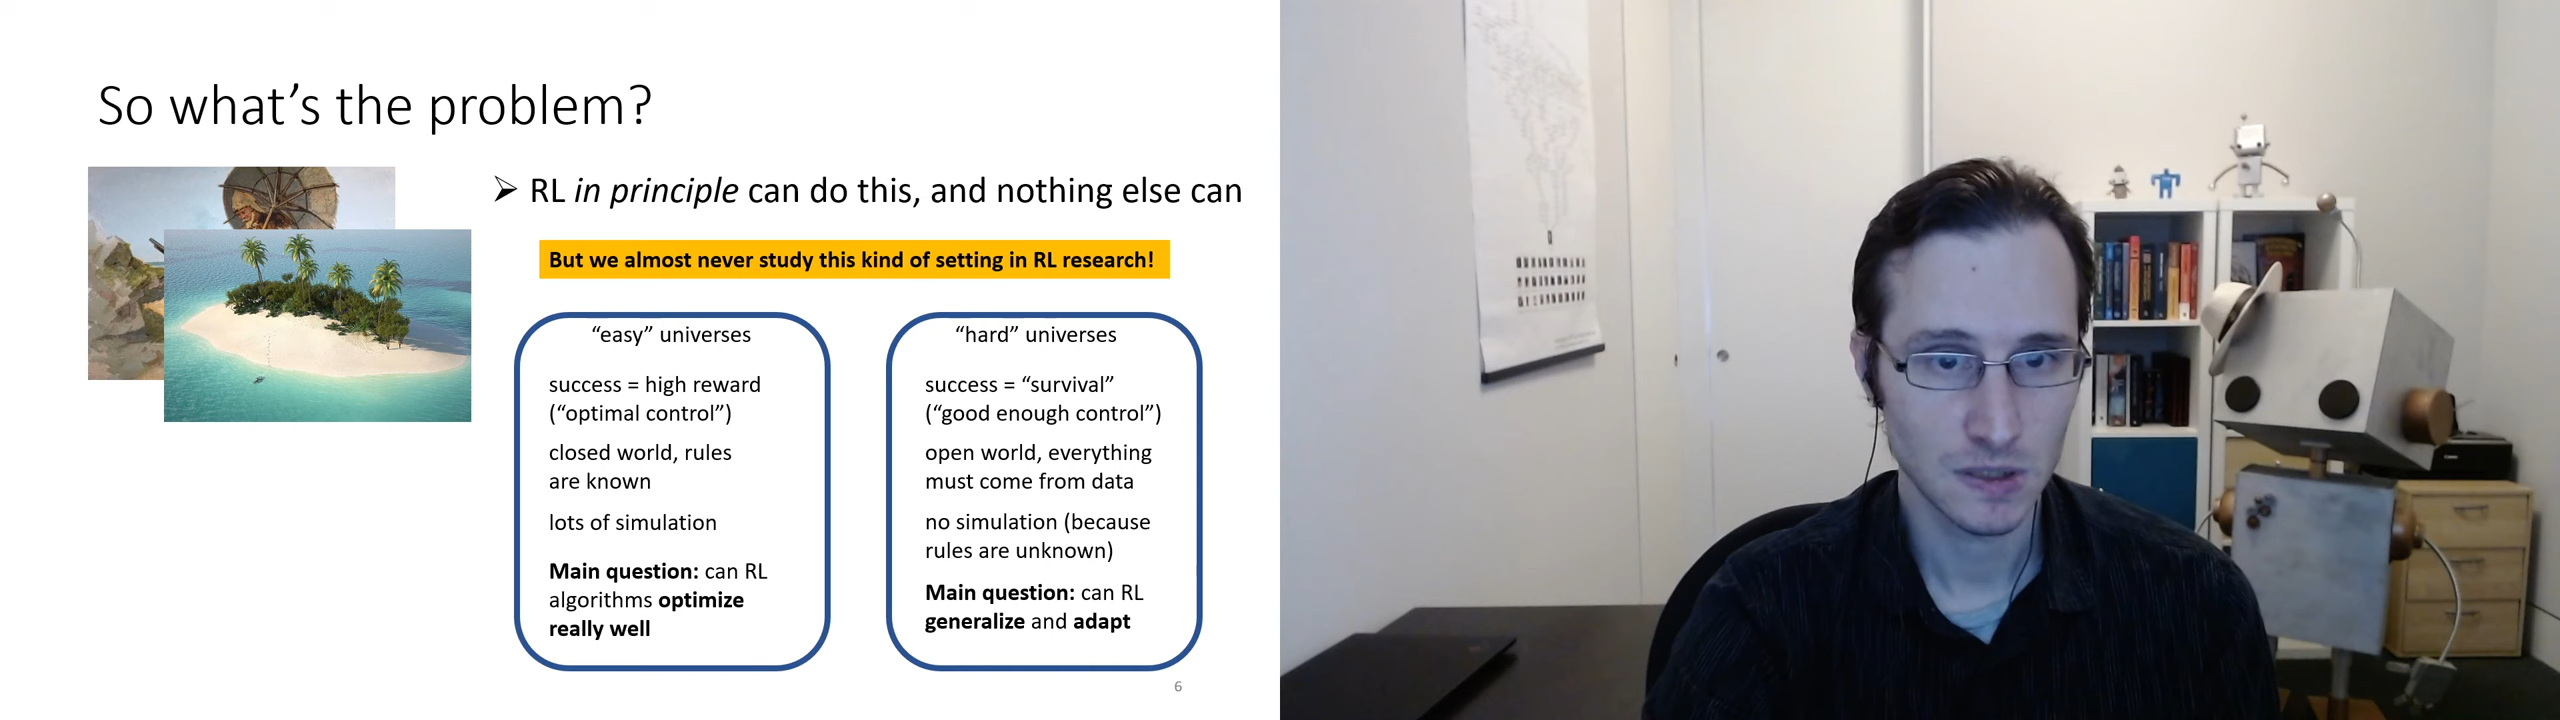 So what’s the problem?
➢ RL in principle can do this, and nothing else can
But we almost never study this kind of setting in RL research!
“easy” universes
success = high reward
(“optimal control”)
closed world, rules
are known
lots of simulation
Main question: can RL
algorithms optimize
really well
“hard” universes
success = “survival”
(“good enough control”)
open world, everything
must come from data
no simulation (because
rules are unknown)
Main question: can RL
generalize and adapt
6